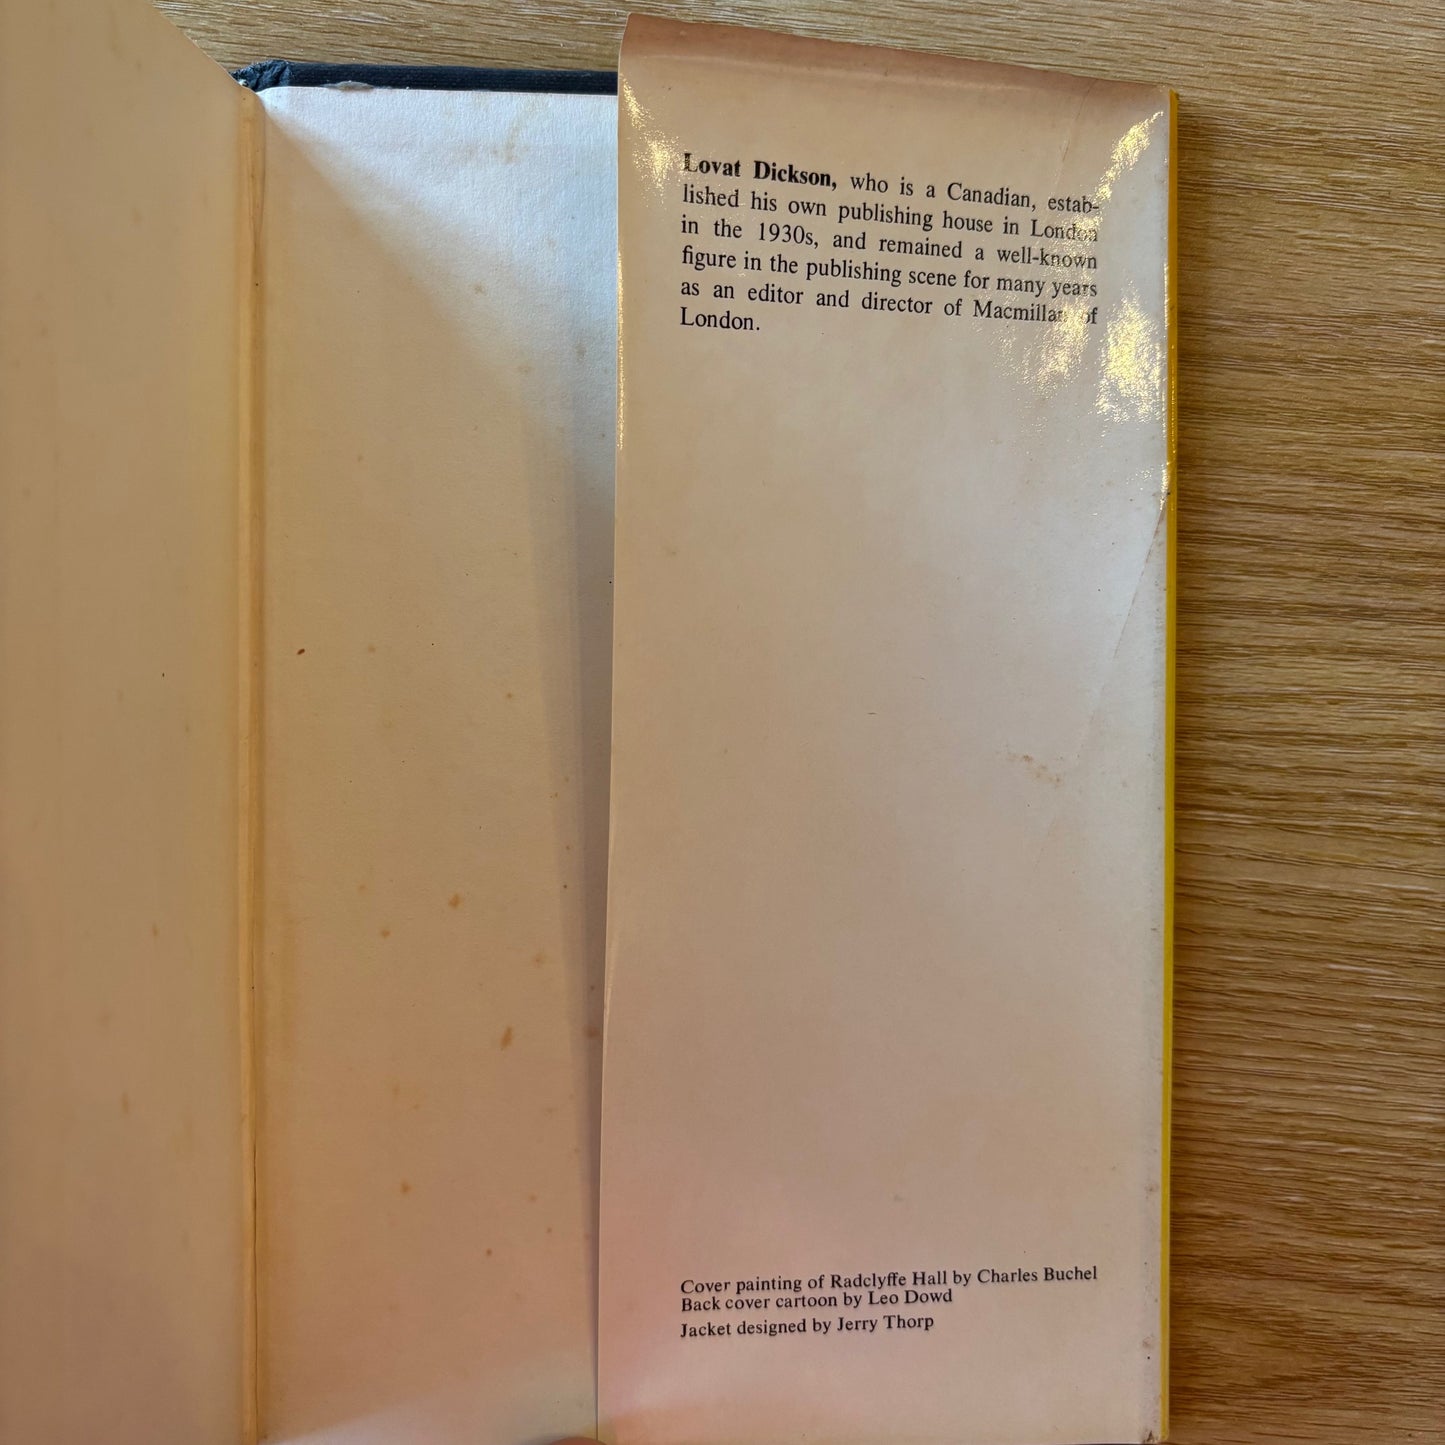 Lovat Dickson, who is a Canadian, estab-
lished his own publishing house in London
in the 1930s, and remained a well-known
figure in the publishing scene for many years
as an editor and director of Macmillan of
London.
Cover painting of Radclyffe Hall by Charles Buchel
Back cover cartoon by Leo Dowd
Jacket designed by Jerry Thorp